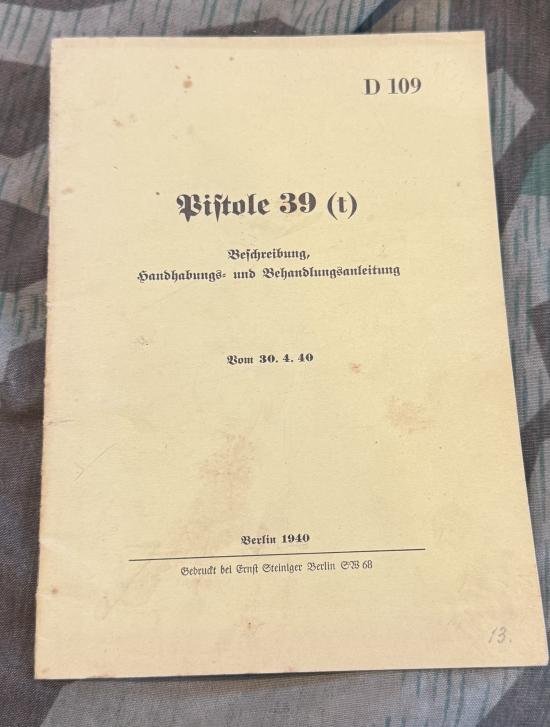 D 109
Pistole 39 (t)
Beschreibung,
Handhabungs- und Behandlungsanleitung
Vom 30. 4. 40
Berlin 1940
Gedruckt bei Ernst Steiniger Berlin SW 68
13.